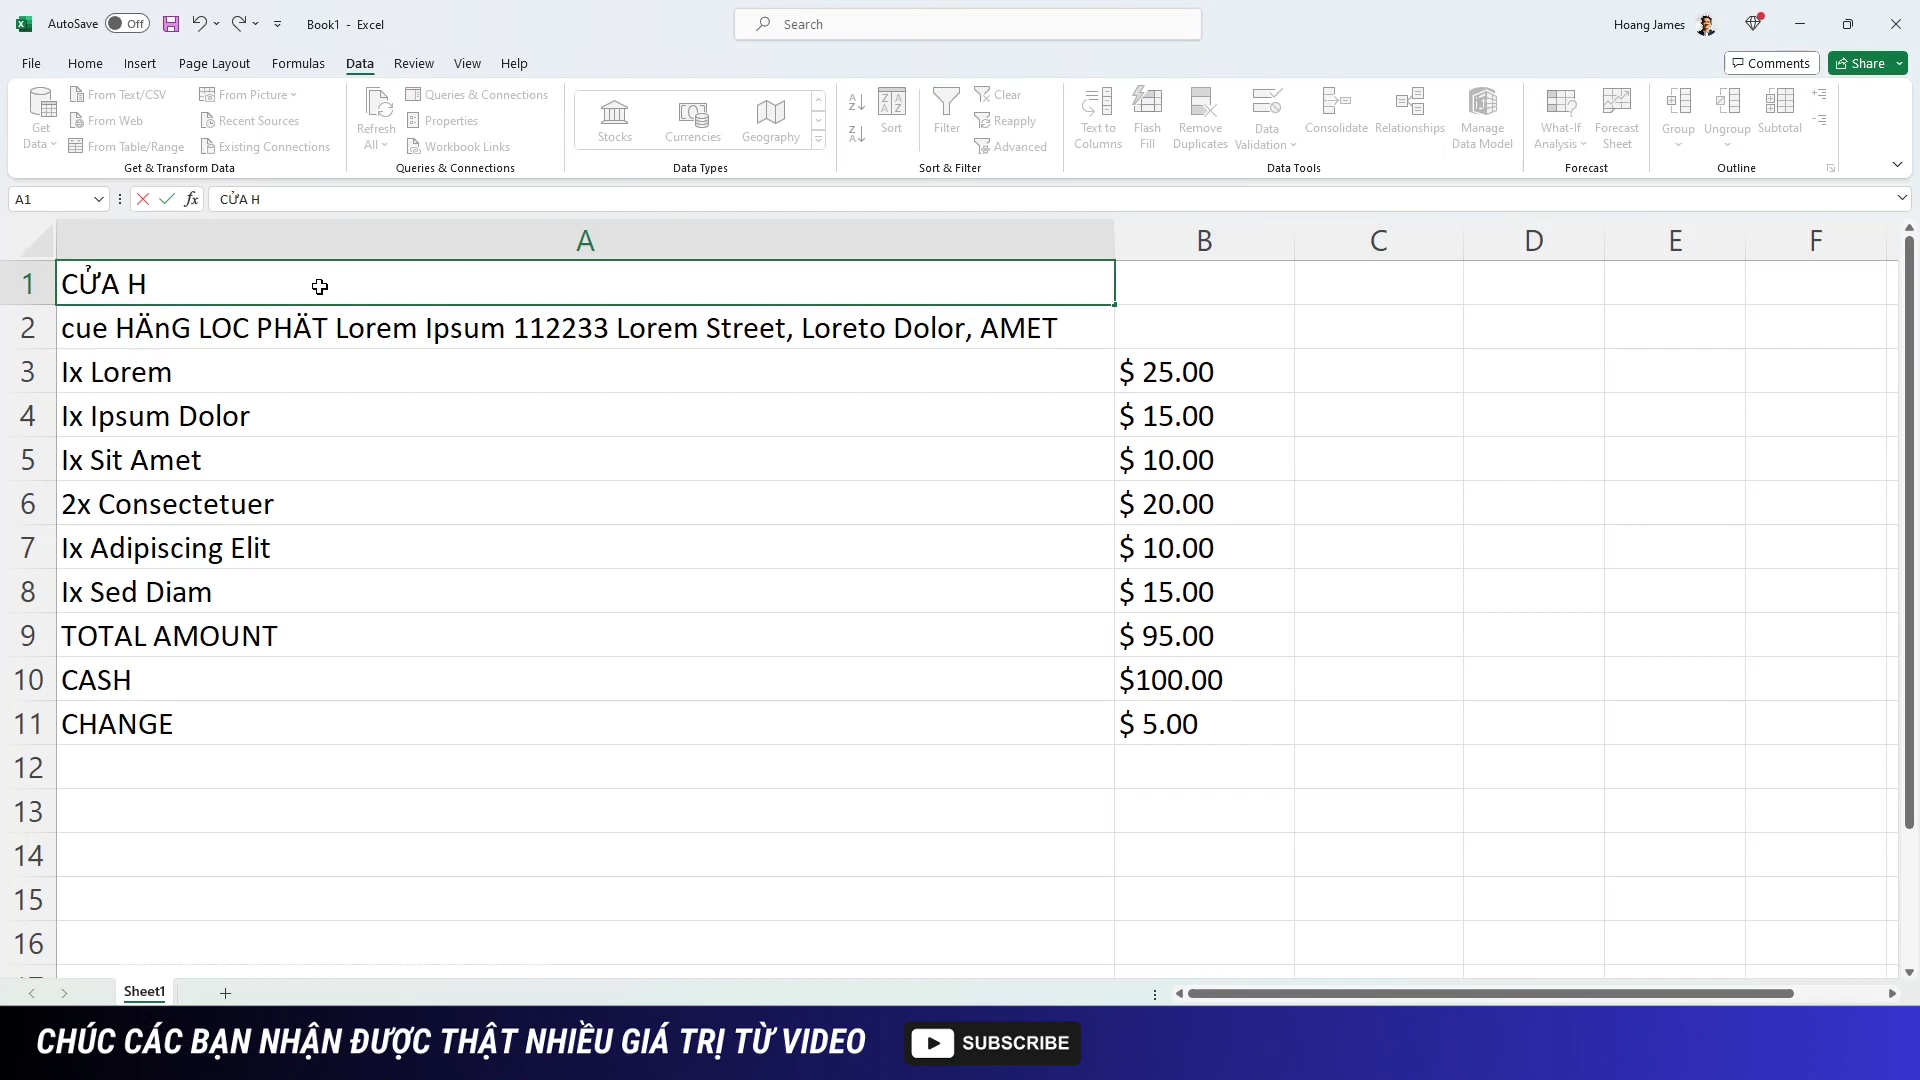 AutoSave Off Book1 - Excel Search Hoang James
File Home Insert Page Layout Formulas Data Review View Help Comments Share
Get Data From Text/CSV From Web From Table/Range From Picture Recent Sources Existing Connections
Get & Transform Data
Refresh All Queries & Connections Properties Workbook Links
Queries & Connections
Stocks Currencies Geography
Data Types
Sort Filter Clear Reapply Advanced
Sort & Filter
Text to Columns Flash Fill Remove Duplicates Data Validation Consolidate Relationships Manage Data Model
Data Tools
What-If Analysis Forecast Sheet
Forecast
Group Ungroup Subtotal
Outline
A1 fx CỬA H
A B C D E F
1 CỬA H
2 cue HÄnG LOC PHÄT Lorem Ipsum 112233 Lorem Street, Loreto Dolor, AMET
3 Ix Lorem $ 25.00
4 Ix Ipsum Dolor $ 15.00
5 Ix Sit Amet $ 10.00
6 2x Consectetuer $ 20.00
7 Ix Adipiscing Elit $ 10.00
8 Ix Sed Diam $ 15.00
9 TOTAL AMOUNT $ 95.00
10 CASH $100.00
11 CHANGE $ 5.00
12
13
14
15
16
Sheet1
CHÚC CÁC BẠN NHẬN ĐƯỢC THẬT NHIỀU GIÁ TRỊ TỪ VIDEO SUBSCRIBE